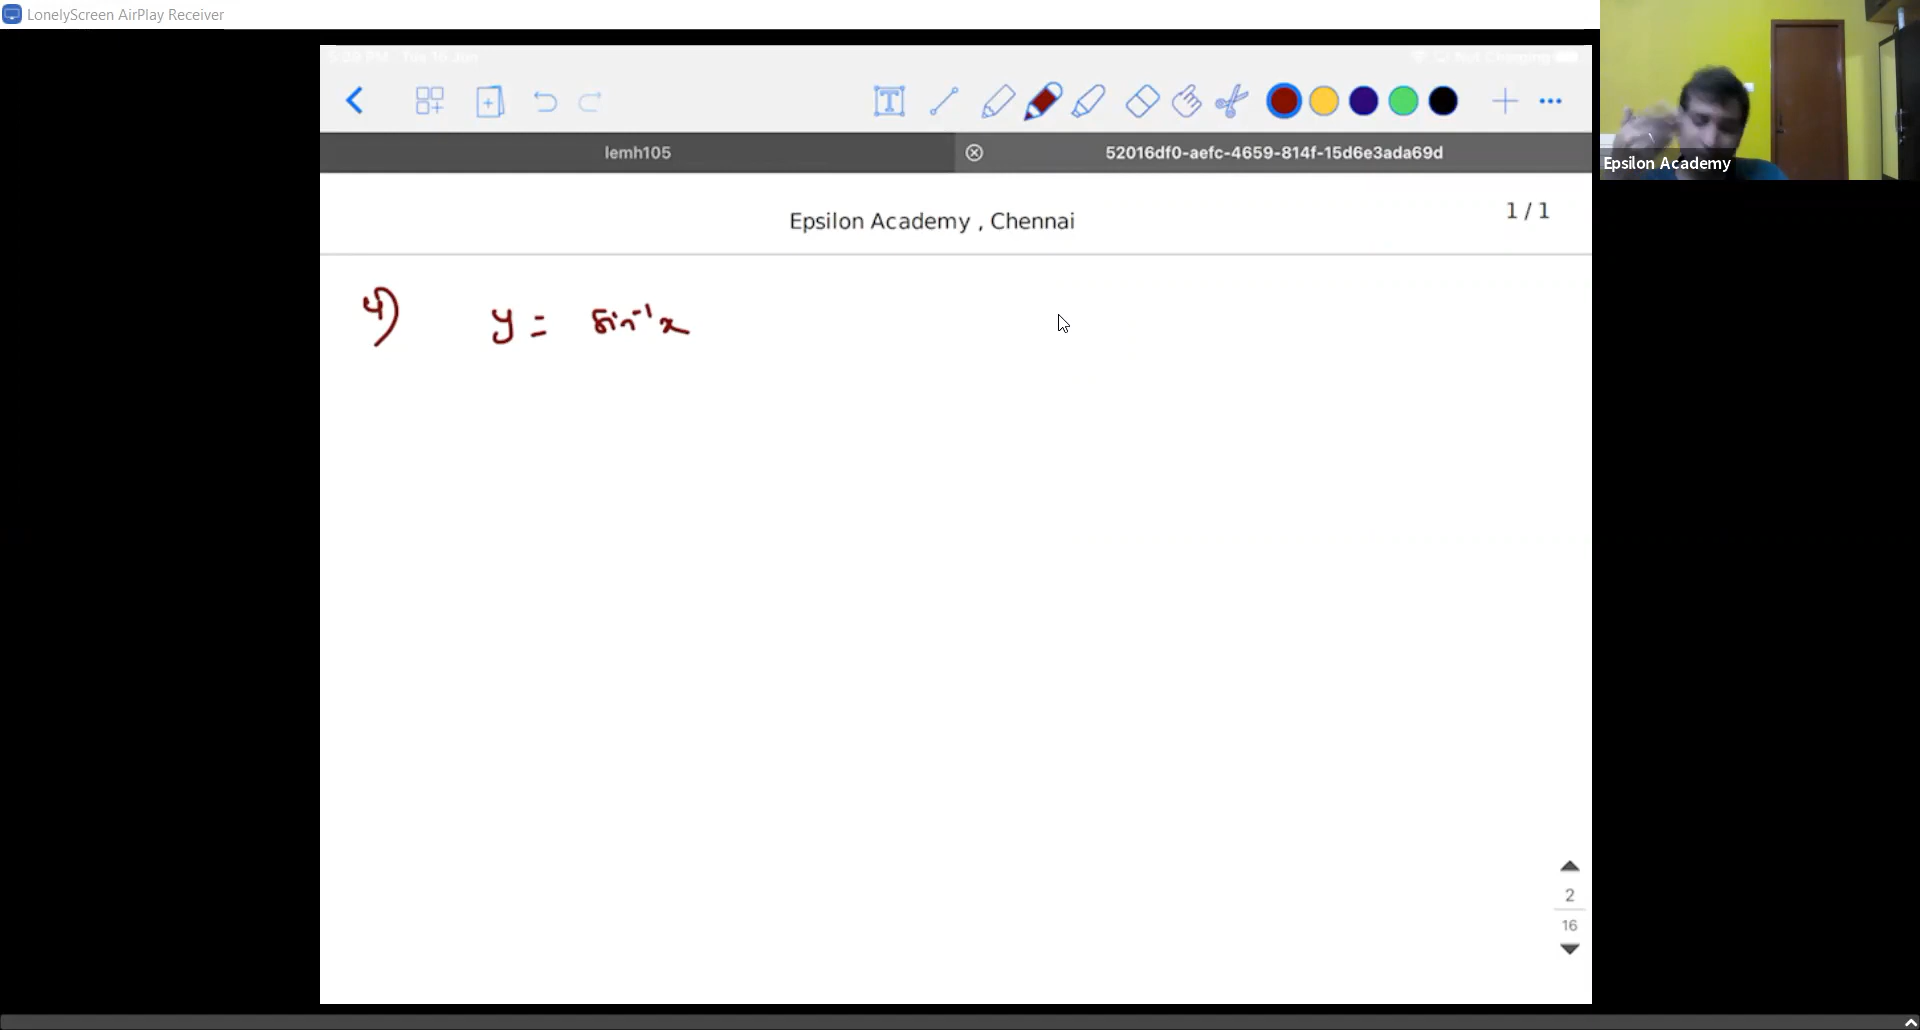 LonelyScreen AirPlay Receiver
T
lemh105
52016df0-aefc-4659-814f-15d6e3ada69d
Epsilon Academy
Epsilon Academy , Chennai
1 / 1
4) y = sin⁻¹x
2
16